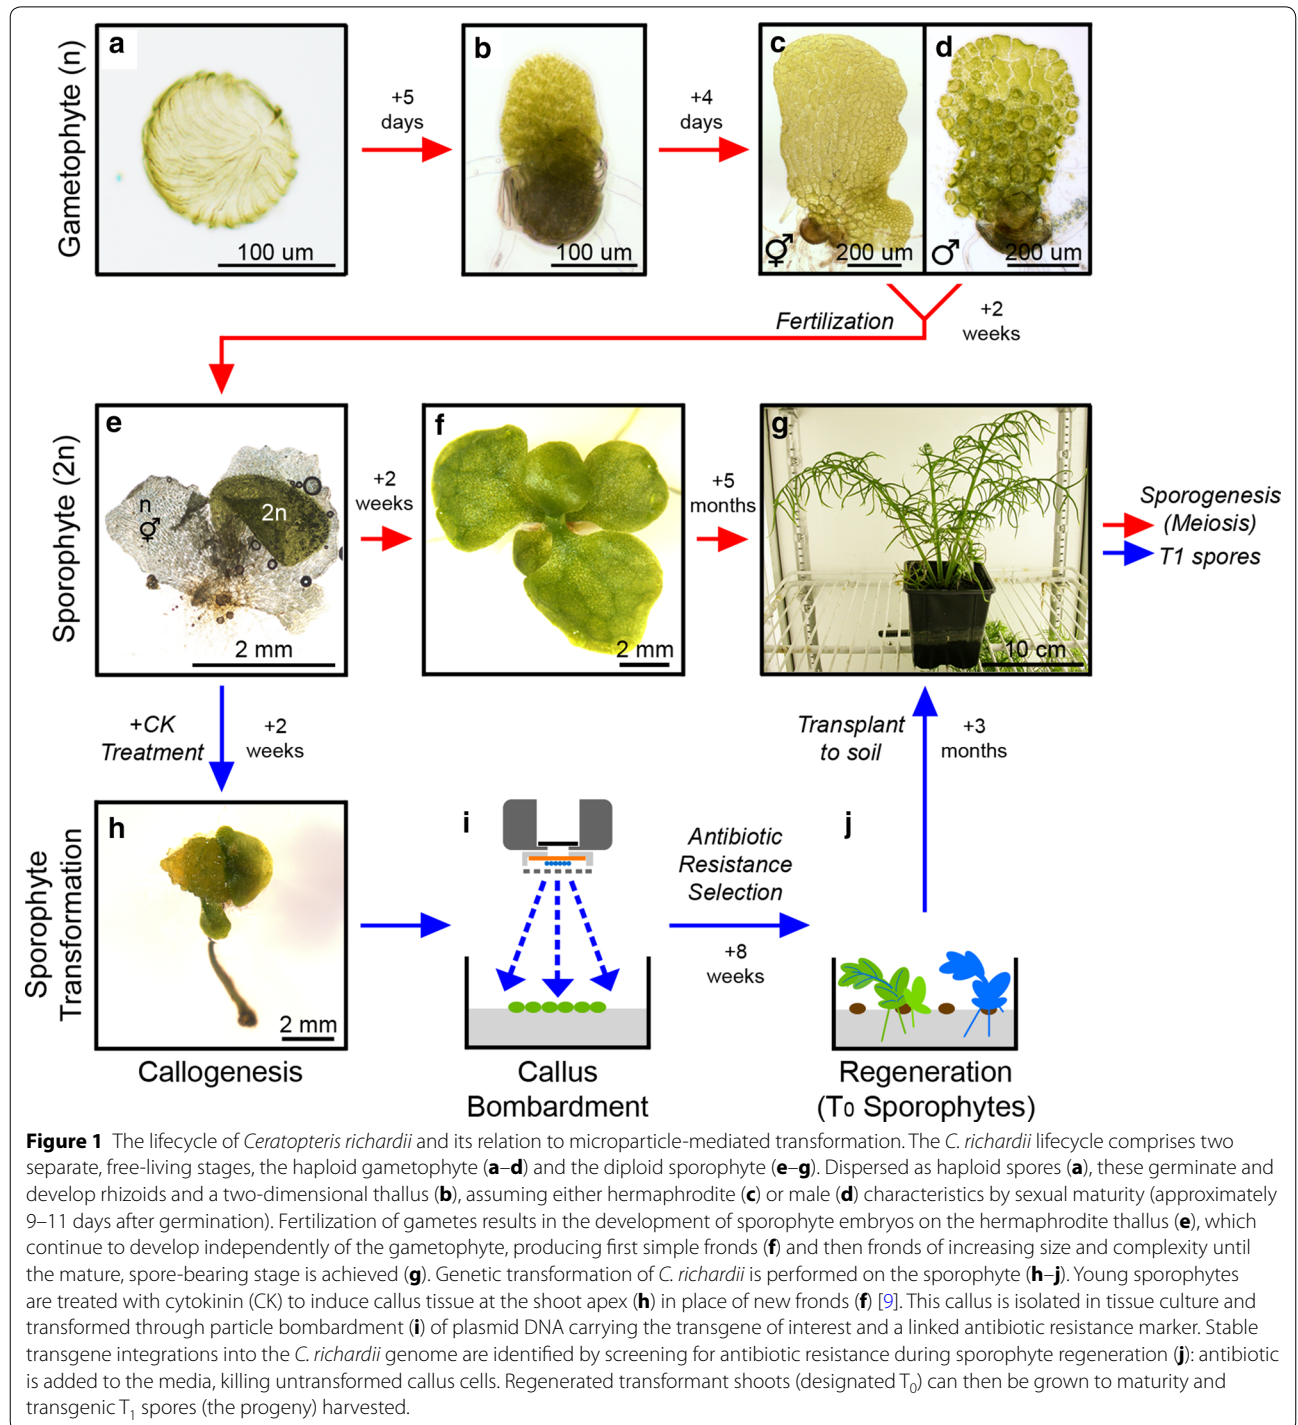 Gametophyte (n)
a
100 um
+5
days
b
100 um
+4
days
c
⚥
200 um
d
♂
200 um
Fertilization
+2
weeks
Sporophyte (2n)
e
n
⚥
2n
2 mm
+2
weeks
f
2 mm
+5
months
g
10 cm
Sporogenesis
(Meiosis)
T1 spores
+CK
Treatment
+2
weeks
Transplant
to soil
+3
months
Sporophyte
Transformation
h
2 mm
Callogenesis
i
Callus
Bombardment
Antibiotic
Resistance
Selection
+8
weeks
j
Regeneration
(T0 Sporophytes)
Figure 1 The lifecycle of Ceratopteris richardii and its relation to microparticle-mediated transformation. The C. richardii lifecycle comprises two
separate, free-living stages, the haploid gametophyte (a–d) and the diploid sporophyte (e–g). Dispersed as haploid spores (a), these germinate and
develop rhizoids and a two-dimensional thallus (b), assuming either hermaphrodite (c) or male (d) characteristics by sexual maturity (approximately
9–11 days after germination). Fertilization of gametes results in the development of sporophyte embryos on the hermaphrodite thallus (e), which
continue to develop independently of the gametophyte, producing first simple fronds (f) and then fronds of increasing size and complexity until
the mature, spore-bearing stage is achieved (g). Genetic transformation of C. richardii is performed on the sporophyte (h–j). Young sporophytes
are treated with cytokinin (CK) to induce callus tissue at the shoot apex (h) in place of new fronds (f) [9]. This callus is isolated in tissue culture and
transformed through particle bombardment (i) of plasmid DNA carrying the transgene of interest and a linked antibiotic resistance marker. Stable
transgene integrations into the C. richardii genome are identified by screening for antibiotic resistance during sporophyte regeneration (j): antibiotic
is added to the media, killing untransformed callus cells. Regenerated transformant shoots (designated T0) can then be grown to maturity and
transgenic T1 spores (the progeny) harvested.